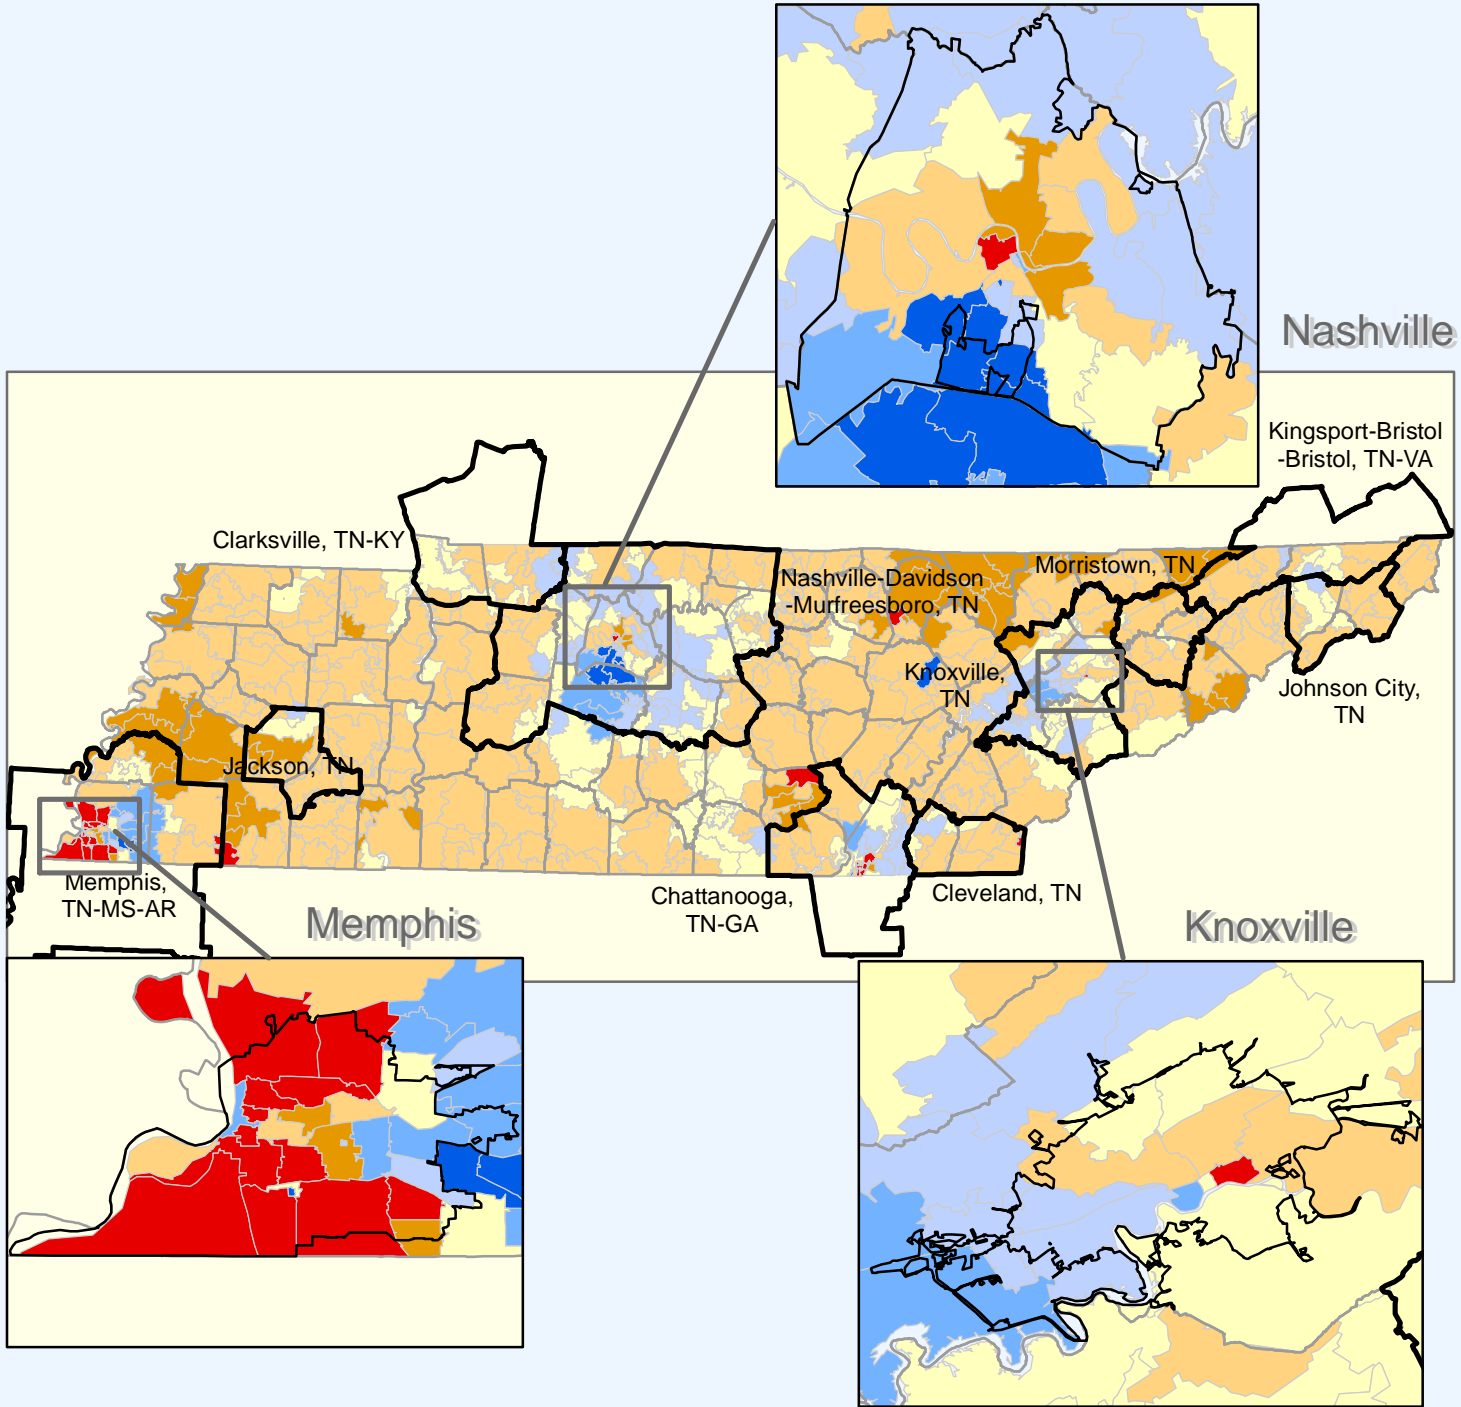 Nashville
Kingsport-Bristol
-Bristol, TN-VA
Clarksville, TN-KY
Morristown, TN
Nashville-Davidson
-Murfreesboro, TN
Knoxville,
TN
Johnson City,
TN
Jackson, TN
Memphis,
TN-MS-AR
Chattanooga,
TN-GA
Cleveland, TN
Memphis
Knoxville